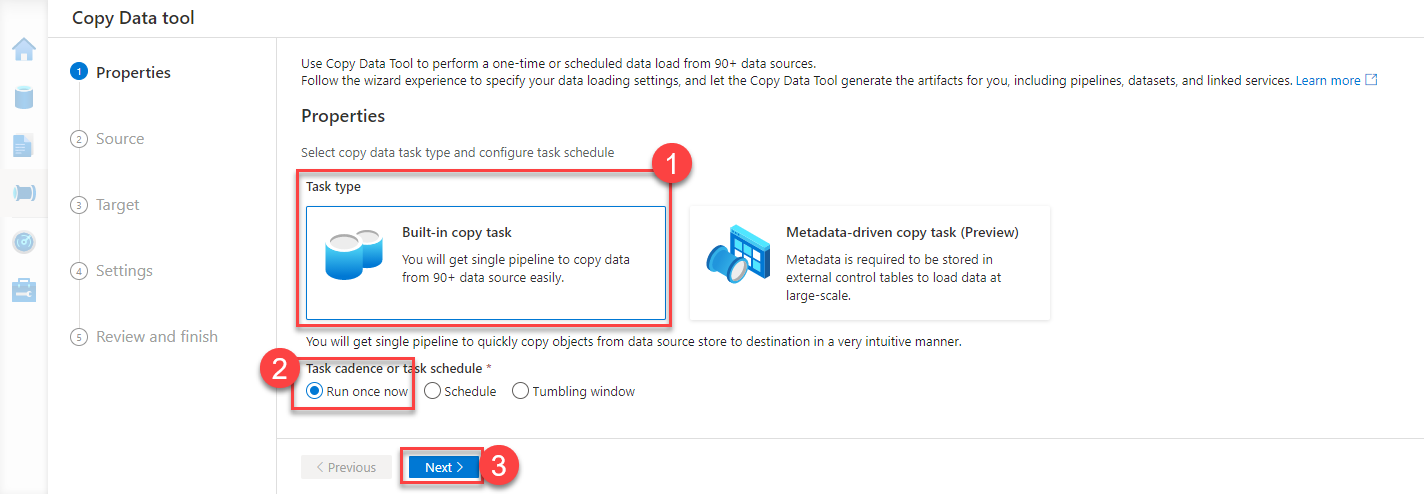 Copy Data tool
1 Properties
2 Source
3 Target
4 Settings
5 Review and finish
Use Copy Data Tool to perform a one-time or scheduled data load from 90+ data sources.
Follow the wizard experience to specify your data loading settings, and let the Copy Data Tool generate the artifacts for you, including pipelines, datasets, and linked services. Learn more
Properties
Select copy data task type and configure task schedule
1
Task type
Built-in copy task
You will get single pipeline to copy data
from 90+ data source easily.
Metadata-driven copy task (Preview)
Metadata is required to be stored in
external control tables to load data at
large-scale.
You will get single pipeline to quickly copy objects from data source store to destination in a very intuitive manner.
2
Task cadence or task schedule *
Run once now Schedule Tumbling window
< Previous Next > 3